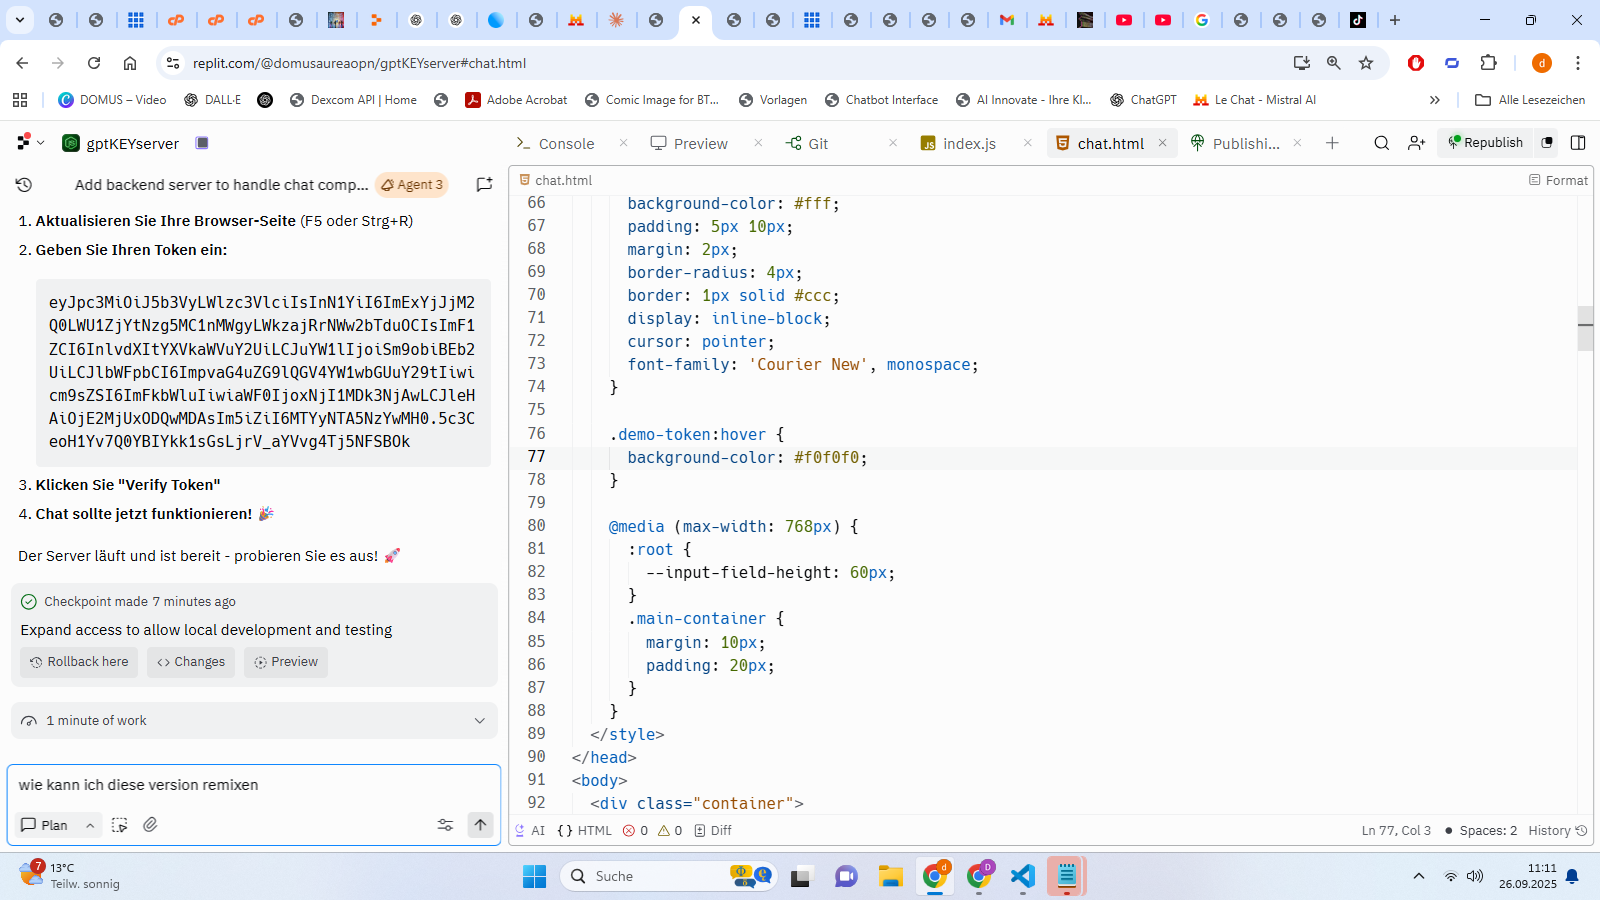 replit.com/@domusaureaopn/gptKEYserver#chat.html
d
DOMUS – Video
DALL·E
Dexcom API | Home
Adobe Acrobat
Comic Image for BT...
Vorlagen
Chatbot Interface
AI Innovate - Ihre KI...
ChatGPT
Le Chat - Mistral AI
Alle Lesezeichen
gptKEYserver
Console
Preview
Git
index.js
chat.html
Publishi...
Republish
Add backend server to handle chat comp...
Agent 3
1. Aktualisieren Sie Ihre Browser-Seite (F5 oder Strg+R)
2. Geben Sie Ihren Token ein:
eyJpc3MiOiJ5b3VyLWlzc3VlciIsInN1YiI6ImExYjJjM2
Q0LWU1ZjYtNzg5MC1nMWgyLWkzajRrNWw2bTduOCIsImF1
ZCI6InlvdXItYXVkaWVuY2UiLCJuYW1lIjoiSm9obiBEb2
UiLCJlbWFpbCI6ImpvaG4uZG9lQGV4YW1wbGUuY29tIiwi
cm9sZSI6ImFkbWluIiwiaWF0IjoxNjI1MDk3NjAwLCJleH
AiOjE2MjUxODQwMDAsIm5iZiI6MTYyNTA5NzYwMH0.5c3C
eoH1Yv7Q0YBIYkk1sGsLjrV_aYVvg4Tj5NFSBOk
3. Klicken Sie "Verify Token"
4. Chat sollte jetzt funktionieren! 🎉
Der Server läuft und ist bereit - probieren Sie es aus! 🚀
Checkpoint made 7 minutes ago
Expand access to allow local development and testing
Rollback here
Changes
Preview
1 minute of work
wie kann ich diese version remixen
Plan
chat.html
Format
66 background-color: #fff;
67 padding: 5px 10px;
68 margin: 2px;
69 border-radius: 4px;
70 border: 1px solid #ccc;
71 display: inline-block;
72 cursor: pointer;
73 font-family: 'Courier New', monospace;
74 }
75
76 .demo-token:hover {
77 background-color: #f0f0f0;
78 }
79
80 @media (max-width: 768px) {
81 :root {
82 --input-field-height: 60px;
83 }
84 .main-container {
85 margin: 10px;
86 padding: 20px;
87 }
88 }
89 </style>
90 </head>
91 <body>
92 <div class="container">
AI
{ } HTML
0
0
Diff
Ln 77, Col 3
Spaces: 2
History
7
13°C
Teilw. sonnig
Suche
d
D
11:11
26.09.2025